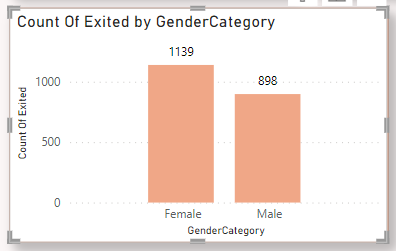 Count Of Exited by GenderCategory
1139
898
1000
500
0
Count Of Exited
Female
Male
GenderCategory